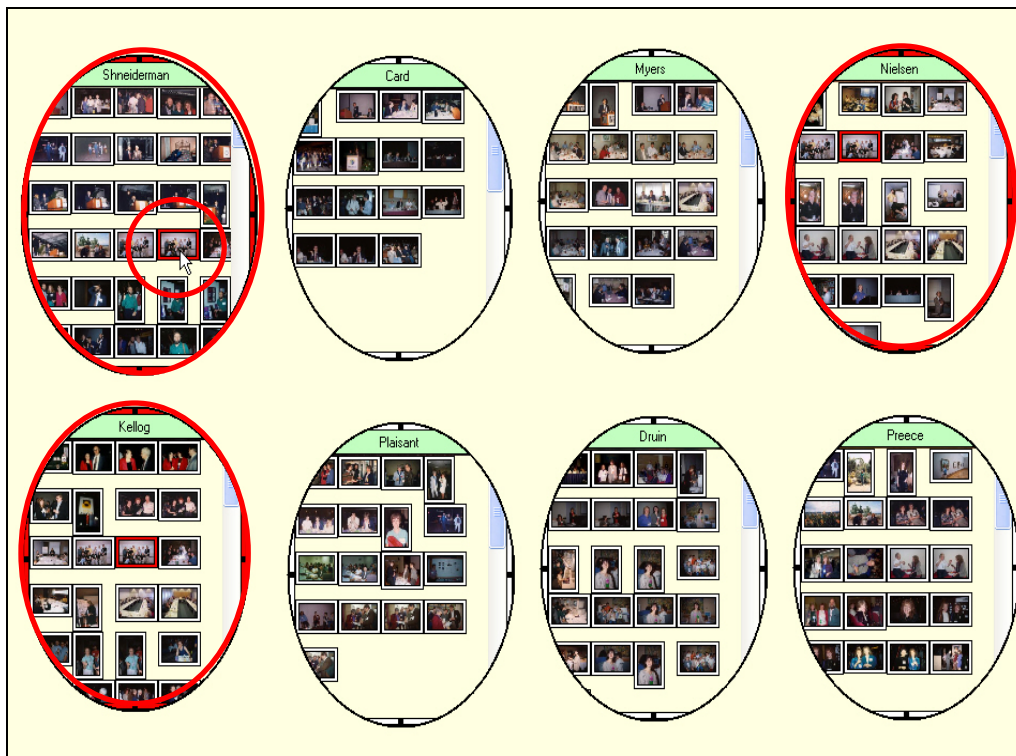 Shneiderman
Card
Myers
Nielsen
Kellog
Plaisant
Druin
Preece